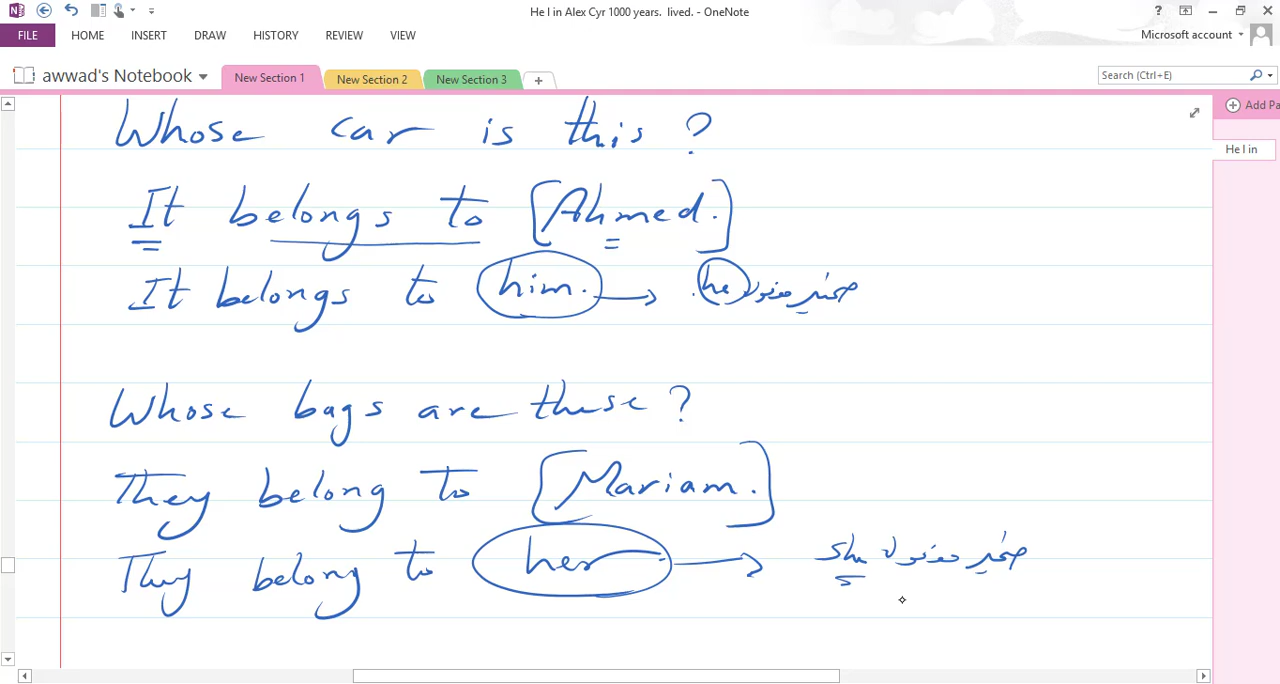 He I in Alex Cyr 1000 years.  lived. - OneNote
FILE HOME INSERT DRAW HISTORY REVIEW VIEW
Microsoft account
awwad's Notebook New Section 1 New Section 2 New Section 3 +
Search (Ctrl+E)
Add Pa
He I in
Whose car is this ?
It belongs to [Ahmed.]
It belongs to him. → he ضمير مفعول
Whose bags are these ?
They belong to [Mariam.]
They belong to her → she ضمير مفعول لـ